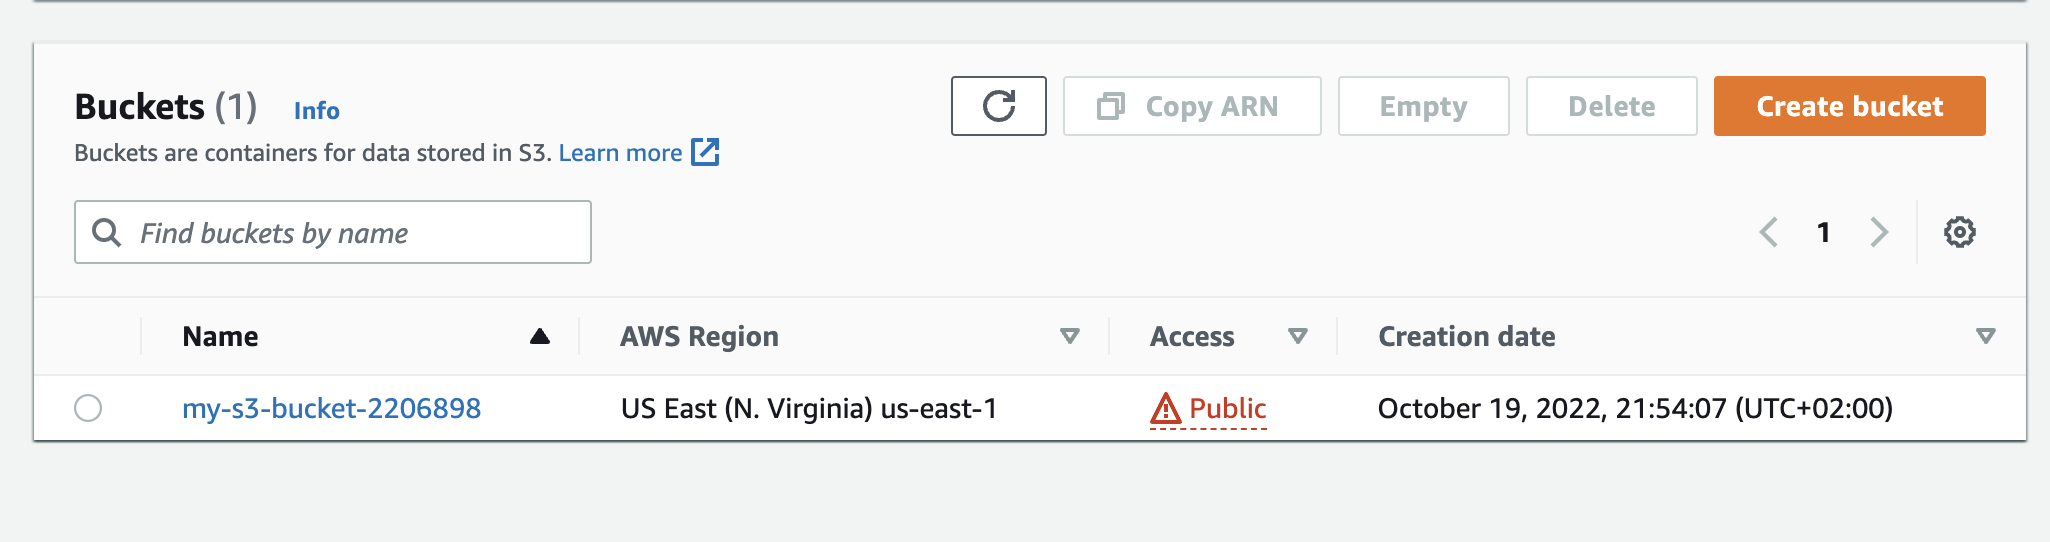 Buckets (1) Info
Buckets are containers for data stored in S3. Learn more
Copy ARN
Empty
Delete
Create bucket
Find buckets by name
1
Name AWS Region Access Creation date
my-s3-bucket-2206898 US East (N. Virginia) us-east-1 Public October 19, 2022, 21:54:07 (UTC+02:00)